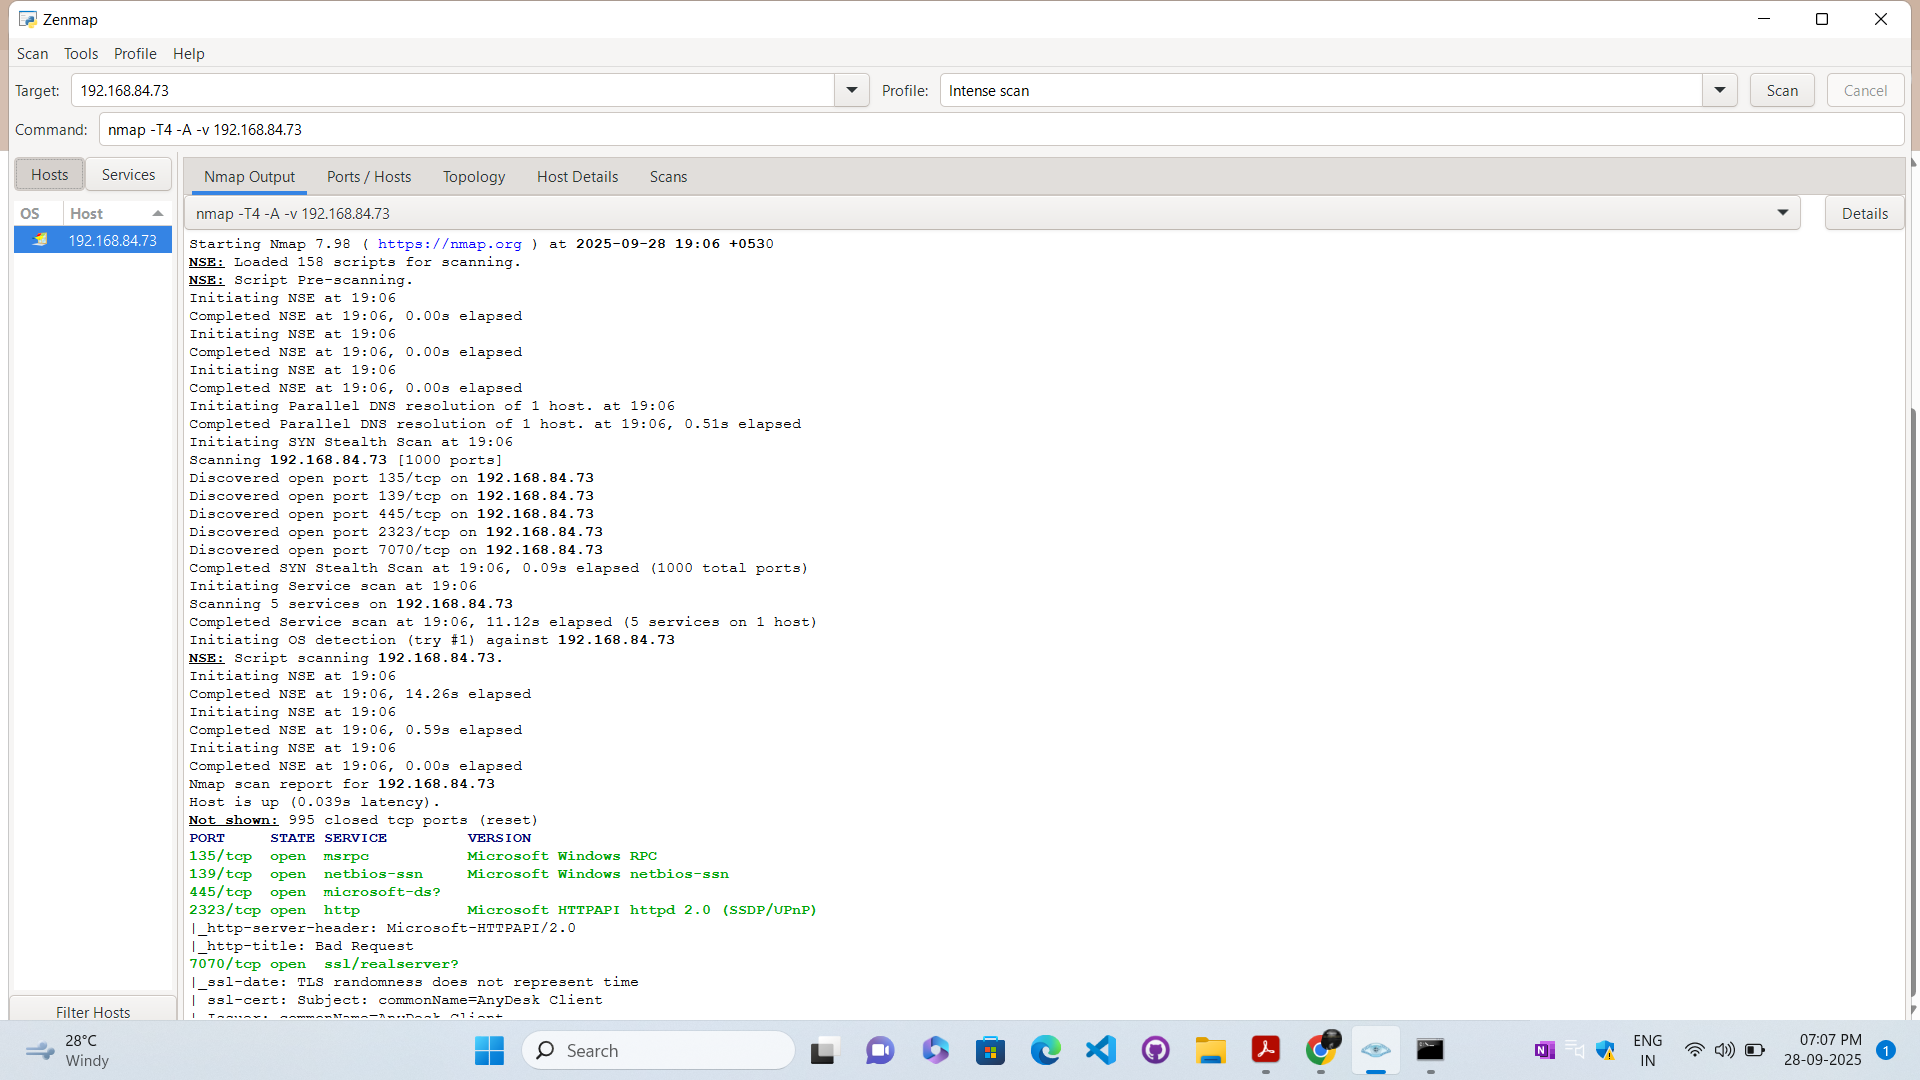 Zenmap
Scan Tools Profile Help
Target: 192.168.84.73 Profile: Intense scan Scan Cancel
Command: nmap -T4 -A -v 192.168.84.73
Hosts Services
Nmap Output Ports / Hosts Topology Host Details Scans
OS Host
192.168.84.73
nmap -T4 -A -v 192.168.84.73 Details
Starting Nmap 7.98 ( https://nmap.org ) at 2025-09-28 19:06 +0530
NSE: Loaded 158 scripts for scanning.
NSE: Script Pre-scanning.
Initiating NSE at 19:06
Completed NSE at 19:06, 0.00s elapsed
Initiating NSE at 19:06
Completed NSE at 19:06, 0.00s elapsed
Initiating NSE at 19:06
Completed NSE at 19:06, 0.00s elapsed
Initiating Parallel DNS resolution of 1 host. at 19:06
Completed Parallel DNS resolution of 1 host. at 19:06, 0.51s elapsed
Initiating SYN Stealth Scan at 19:06
Scanning 192.168.84.73 [1000 ports]
Discovered open port 135/tcp on 192.168.84.73
Discovered open port 139/tcp on 192.168.84.73
Discovered open port 445/tcp on 192.168.84.73
Discovered open port 2323/tcp on 192.168.84.73
Discovered open port 7070/tcp on 192.168.84.73
Completed SYN Stealth Scan at 19:06, 0.09s elapsed (1000 total ports)
Initiating Service scan at 19:06
Scanning 5 services on 192.168.84.73
Completed Service scan at 19:06, 11.12s elapsed (5 services on 1 host)
Initiating OS detection (try #1) against 192.168.84.73
NSE: Script scanning 192.168.84.73.
Initiating NSE at 19:06
Completed NSE at 19:06, 14.26s elapsed
Initiating NSE at 19:06
Completed NSE at 19:06, 0.59s elapsed
Initiating NSE at 19:06
Completed NSE at 19:06, 0.00s elapsed
Nmap scan report for 192.168.84.73
Host is up (0.039s latency).
Not shown: 995 closed tcp ports (reset)
PORT STATE SERVICE VERSION
135/tcp open msrpc Microsoft Windows RPC
139/tcp open netbios-ssn Microsoft Windows netbios-ssn
445/tcp open microsoft-ds?
2323/tcp open http Microsoft HTTPAPI httpd 2.0 (SSDP/UPnP)
|_http-server-header: Microsoft-HTTPAPI/2.0
|_http-title: Bad Request
7070/tcp open ssl/realserver?
|_ssl-date: TLS randomness does not represent time
| ssl-cert: Subject: commonName=AnyDesk Client
| Issuer: commonName=AnyDesk Client
Filter Hosts
28°C
Windy
Search
ENG
IN
07:07 PM
28-09-2025
1